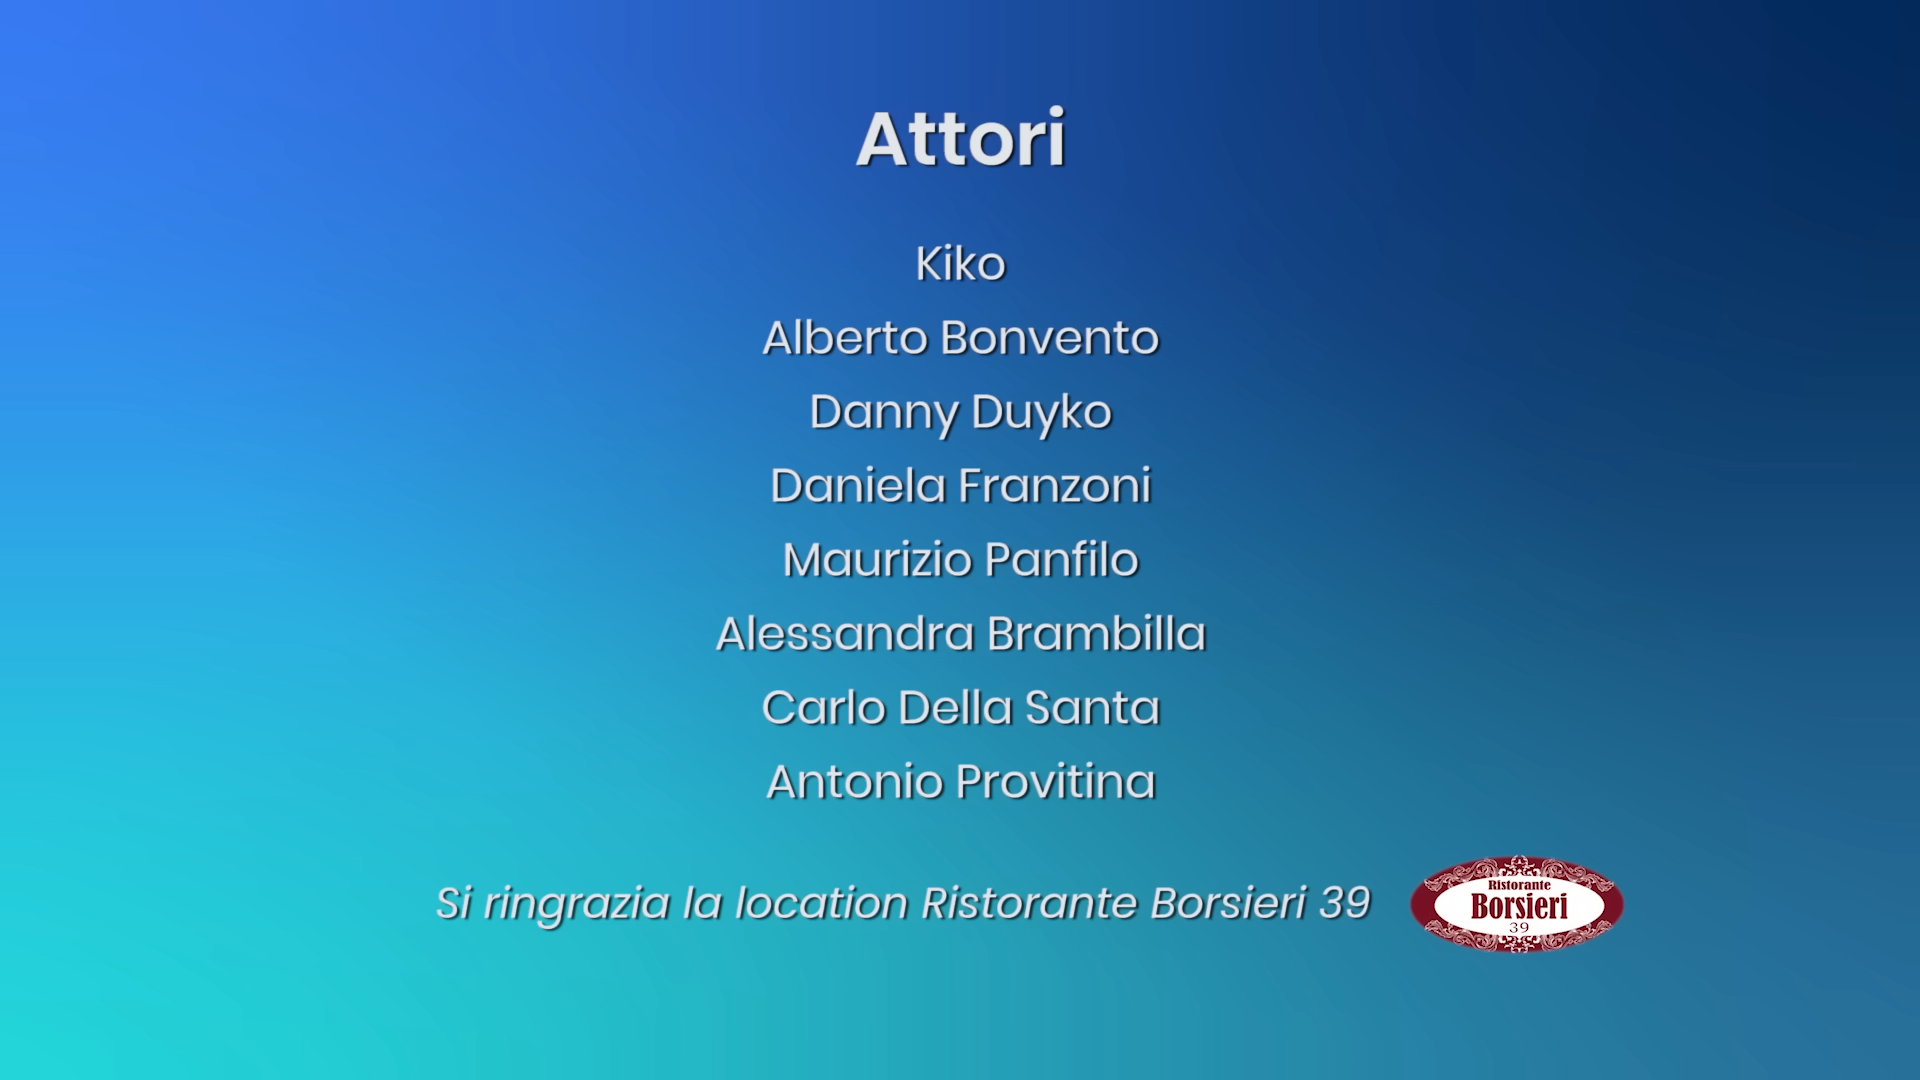 Attori
Kiko
Alberto Bonvento
Danny Duyko
Daniela Franzoni
Maurizio Panfilo
Alessandra Brambilla
Carlo Della Santa
Antonio Provitina
Si ringrazia la location Ristorante Borsieri 39
Ristorante
Borsieri
39